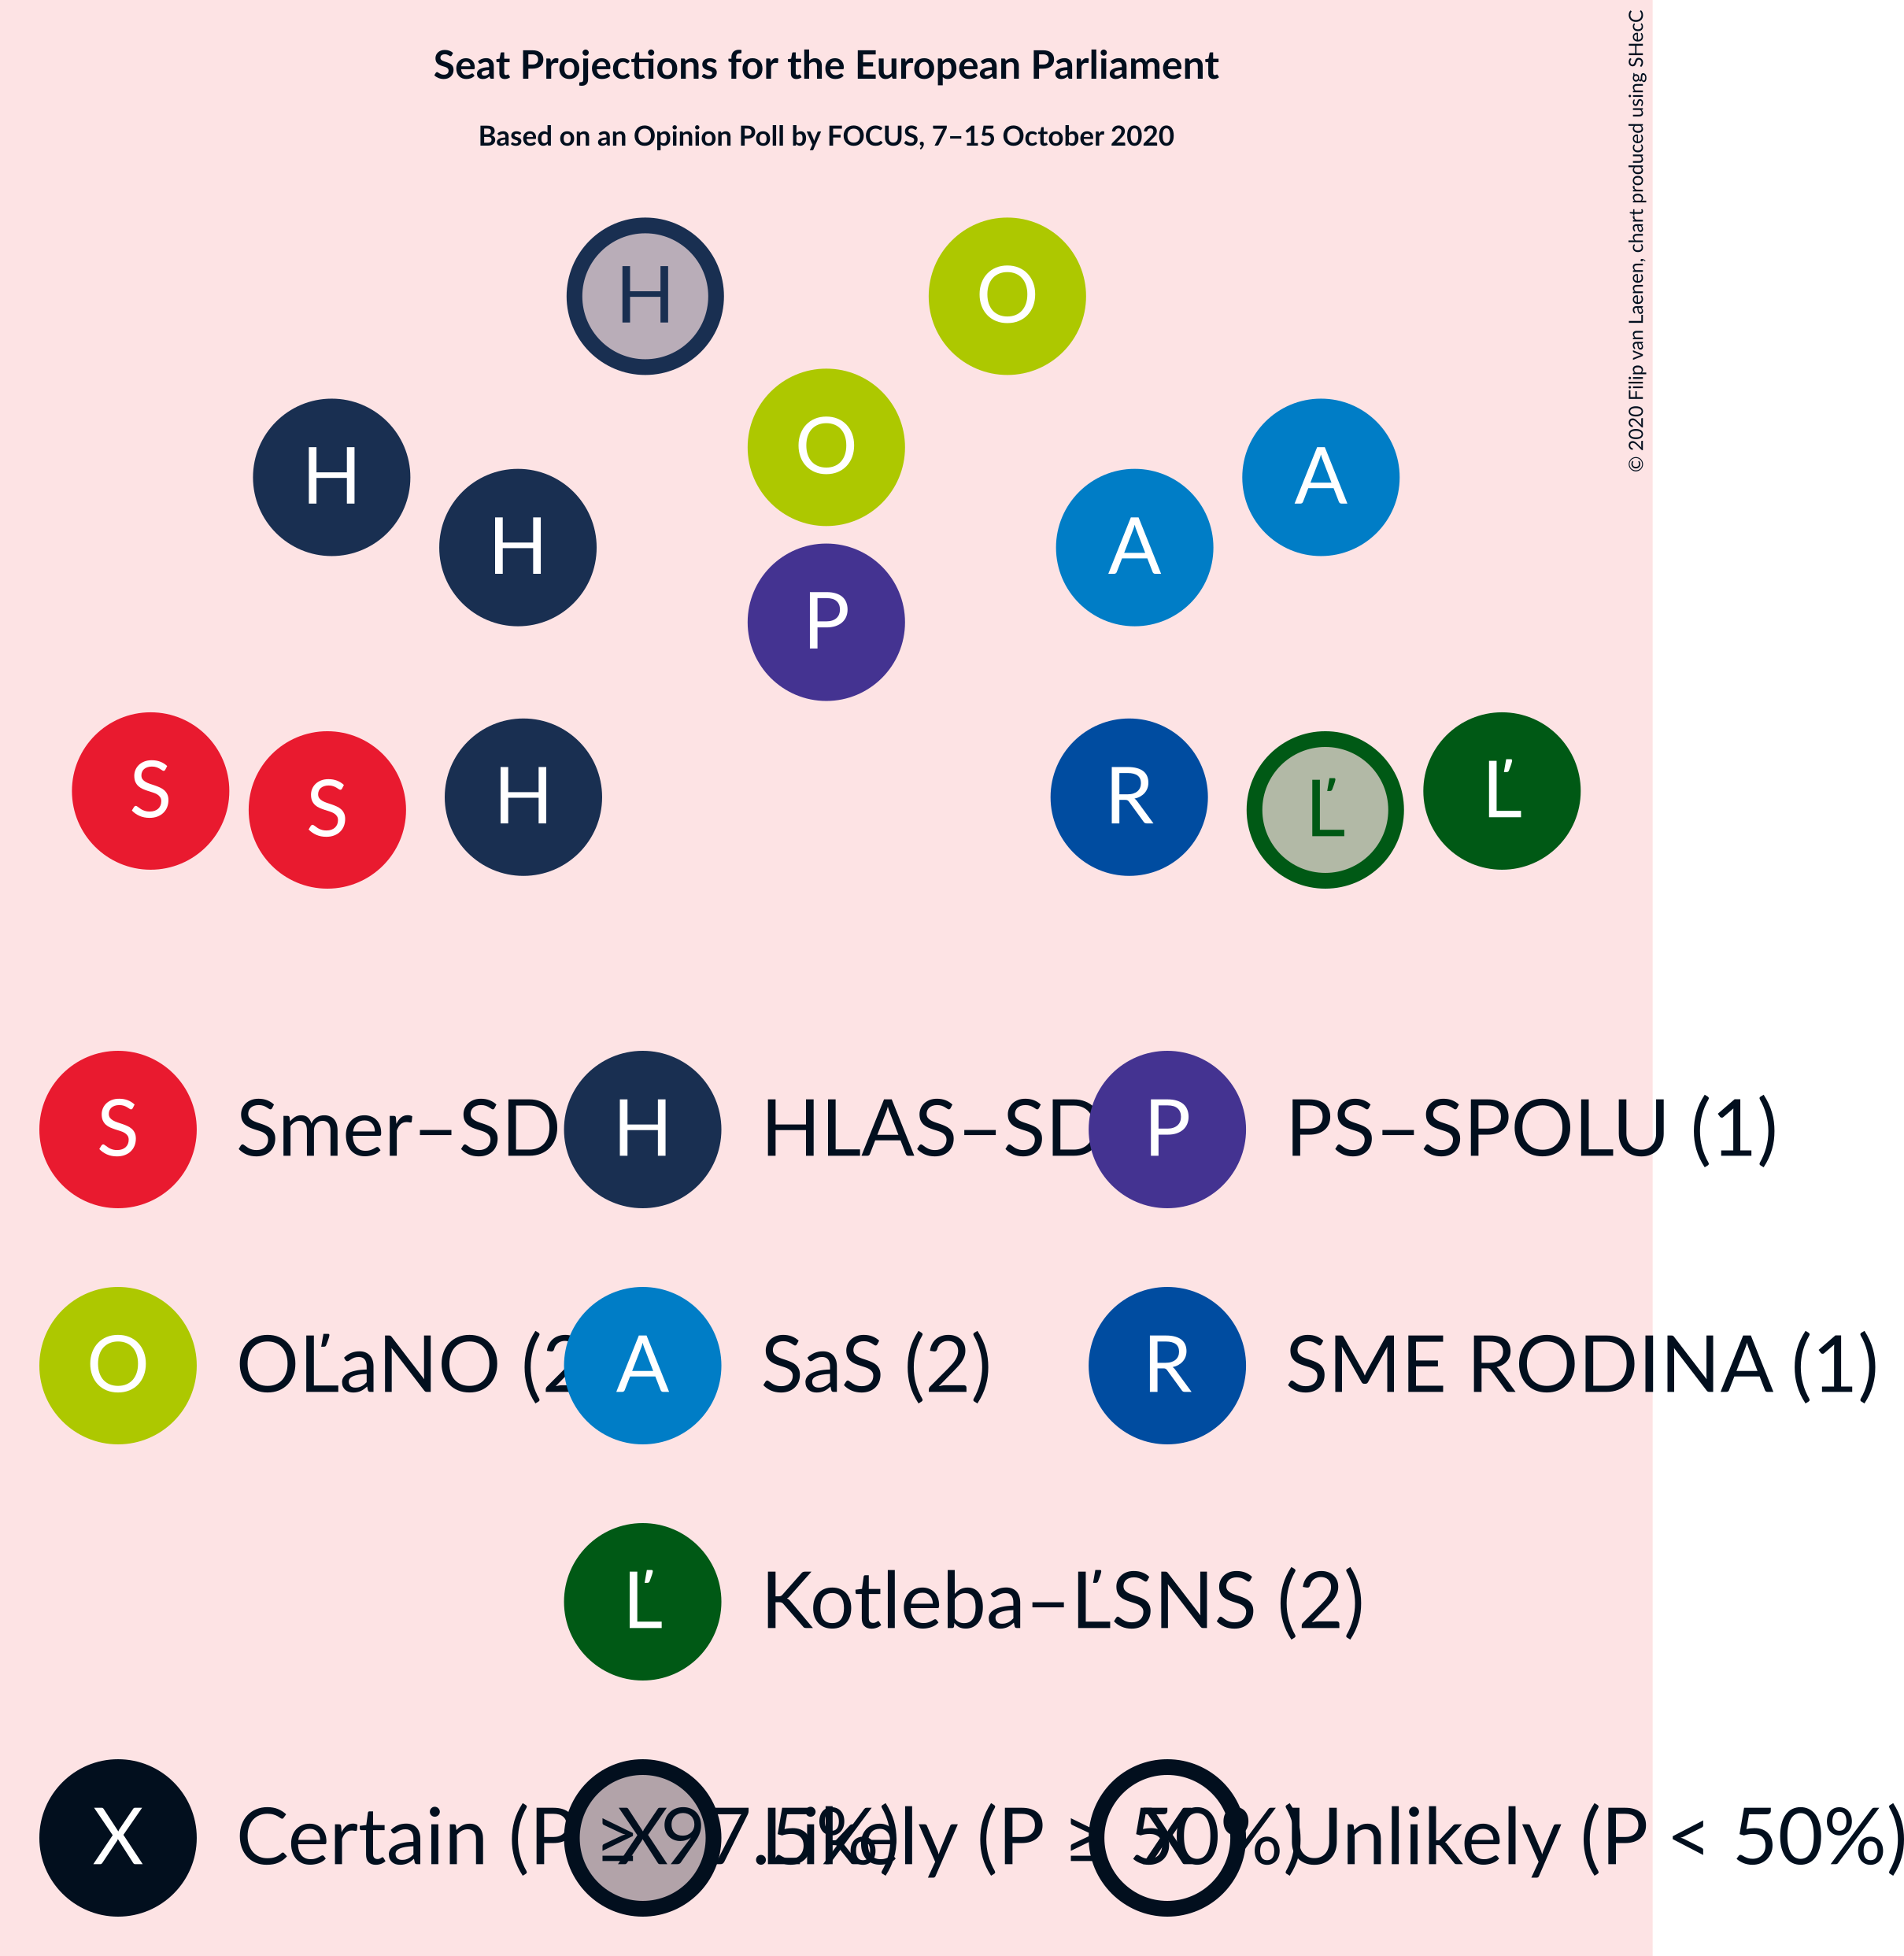 Seat Projections for the European Parliament
Based on an Opinion Poll by FOCUS, 7–15 October 2020
© 2020 Filip van Laenen, chart produced using SHecC
H O
O
H A
H A
P
S Ľ
H R
S Ľ
S Smer–SD H HLAS–SD P PS–SPOLU (1)
O OĽaNO (2 A SaS (2) R SME RODINA (1)
Ľ Kotleba–ĽSNS (2)
X Certain (P ≥ 97.5%) X Likely (P ≥ 50%) X Unlikely (P < 50%)